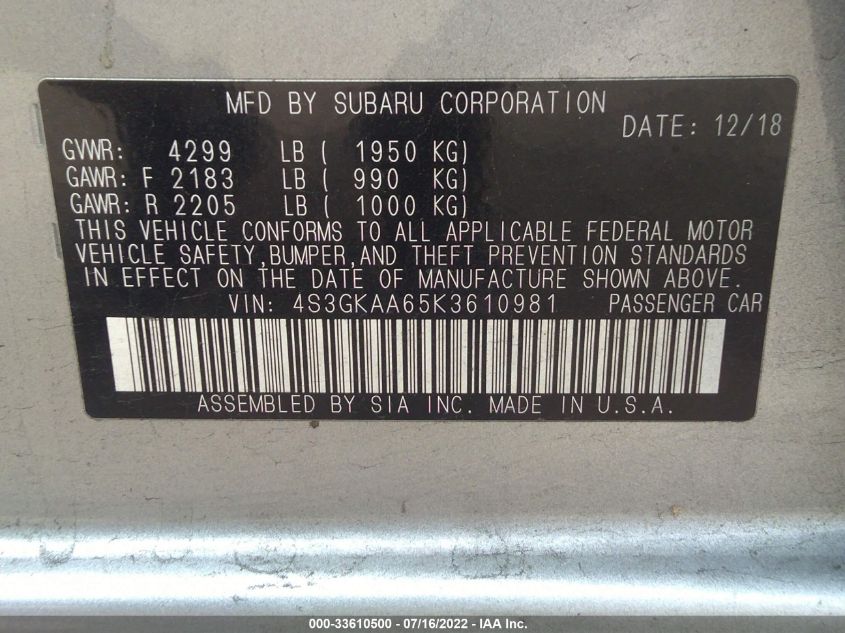 MFD BY SUBARU CORPORATION
DATE: 12/18
GVWR: 4299 LB ( 1950 KG)
GAWR: F 2183 LB ( 990 KG)
GAWR: R 2205 LB ( 1000 KG)
THIS VEHICLE CONFORMS TO ALL APPLICABLE FEDERAL MOTOR
VEHICLE SAFETY,BUMPER,AND THEFT PREVENTION STANDARDS
IN EFFECT ON THE DATE OF MANUFACTURE SHOWN ABOVE.
VIN: 4S3GKAA65K3610981 PASSENGER CAR
ASSEMBLED BY SIA INC. MADE IN U.S.A.
000-33610500 - 07/16/2022 - IAA Inc.